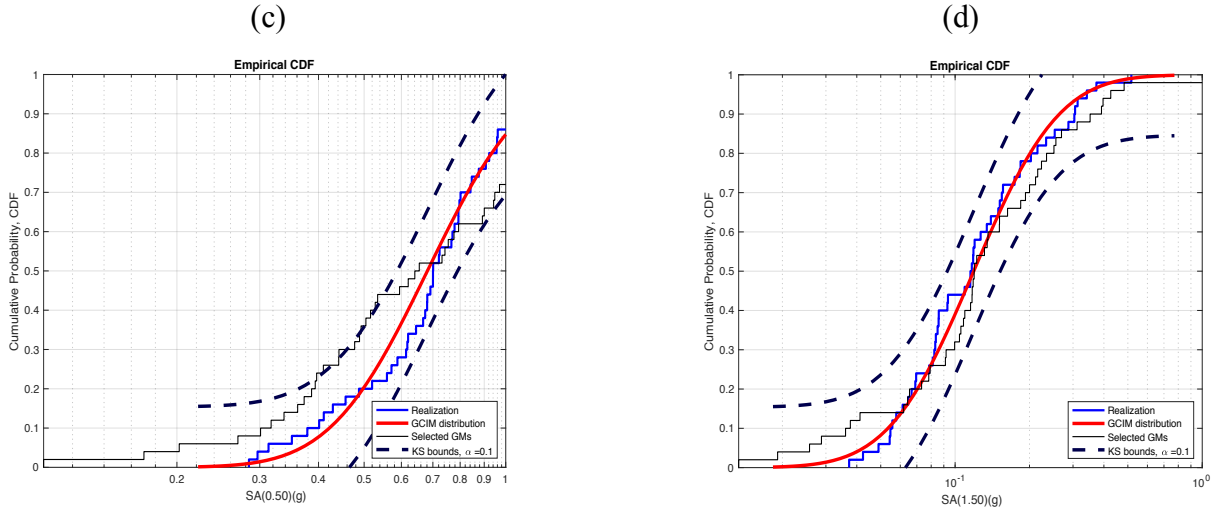 (c)
(d)
Empirical CDF
1
0.9
0.8
0.7
0.6
0.5
0.4
0.3
0.2
0.1
0
Cumulative Probability, CDF
0.2
0.3
0.4
0.5
0.6
0.7
0.8
0.9
1
SA(0.50)(g)
Realization
GCIM distribution
Selected GMs
KS bounds, α =0.1
Empirical CDF
1
0.9
0.8
0.7
0.6
0.5
0.4
0.3
0.2
0.1
0
Cumulative Probability, CDF
10⁻¹
10⁰
SA(1.50)(g)
Realization
GCIM distribution
Selected GMs
KS bounds, α =0.1